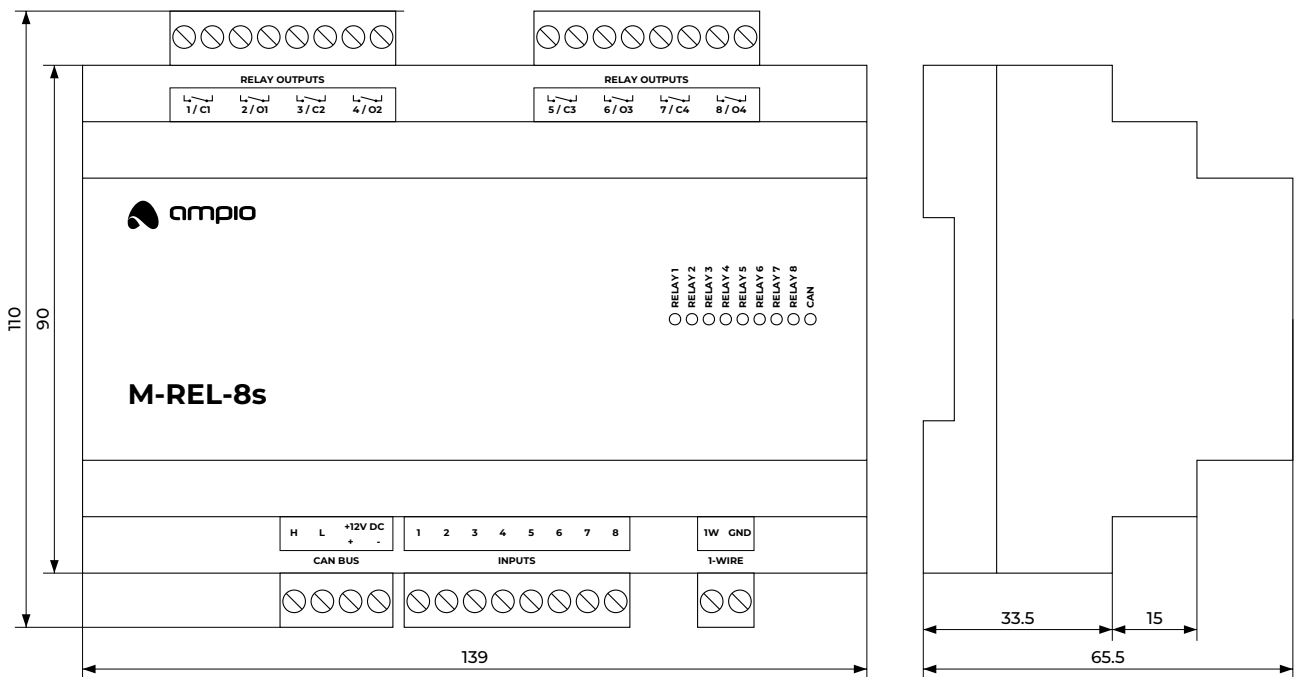 RELAY OUTPUTS
RELAY OUTPUTS
1 / C1 2 / O1 3 / C2 4 / O2
5 / C3 6 / O3 7 / C4 8 / O4
ampio
RELAY 1
RELAY 2
RELAY 3
RELAY 4
RELAY 5
RELAY 6
RELAY 7
RELAY 8
CAN
110
90
M-REL-8s
H L +12V DC
+ -
1 2 3 4 5 6 7 8
1W GND
CAN BUS
INPUTS
1-WIRE
33.5
15
139
65.5